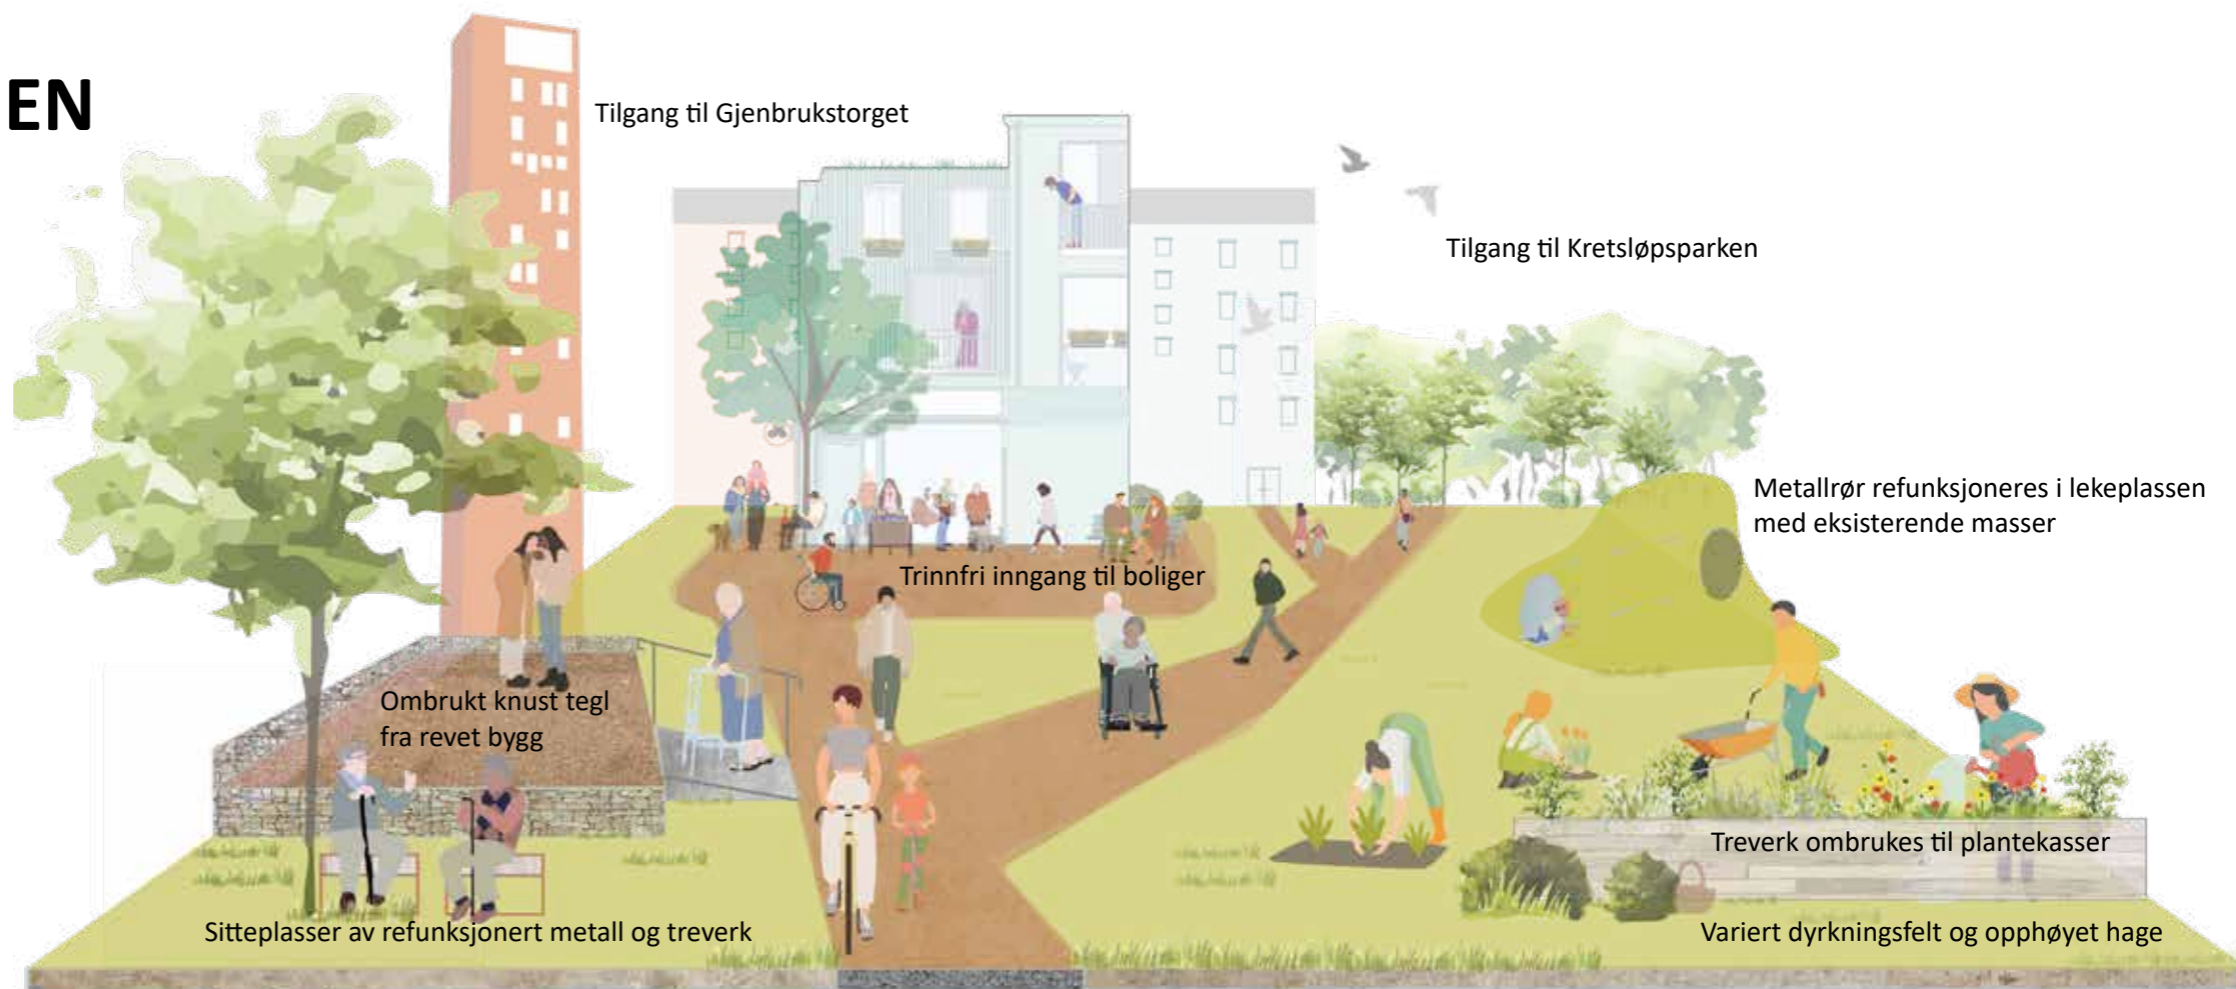 EN
Tilgang til Gjenbrukstorget
Tilgang til Kretsløpsparken
Metallrør refunksjoneres i lekeplassen
med eksisterende masser
Trinnfri inngang til boliger
Ombrukt knust tegl
fra revet bygg
Treverk ombrukes til plantekasser
Sitteplasser av refunksjonert metall og treverk
Variert dyrkningsfelt og opphøyet hage